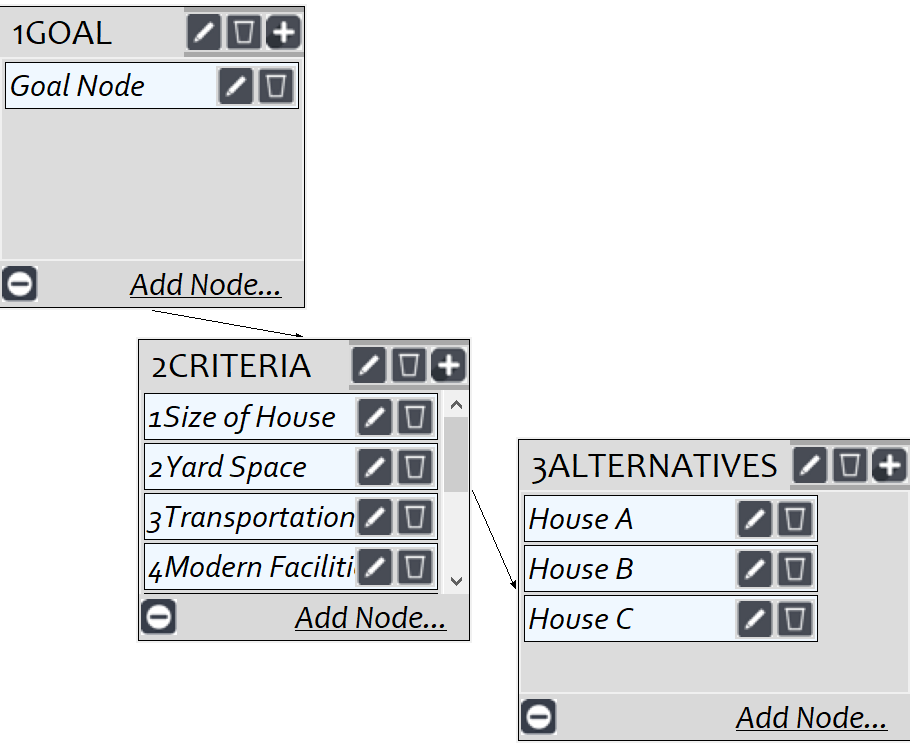 1GOAL
Goal Node
Add Node...
2CRITERIA
1Size of House
2Yard Space
3Transportation
4Modern Faciliti
Add Node...
3ALTERNATIVES
House A
House B
House C
Add Node...